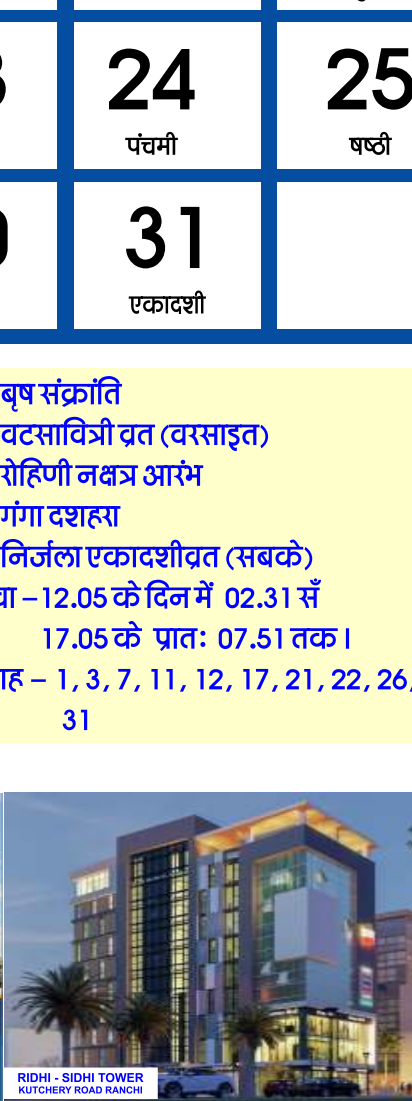 24 25
पंचमी षष्ठी
31
एकादशी
बृष संक्रांति
वटसावित्री व्रत (वरसाइत)
रोहिणी नक्षत्र आरंभ
गंगा दशहरा
निर्जला एकादशीव्रत (सबके)
–12.05 के दिन में 02.31 सँ
17.05 के प्रातः 07.51 तक।
– 1, 3, 7, 11, 12, 17, 21, 22, 26,
31
RIDHI - SIDHI TOWER
KUTCHERY ROAD RANCHI